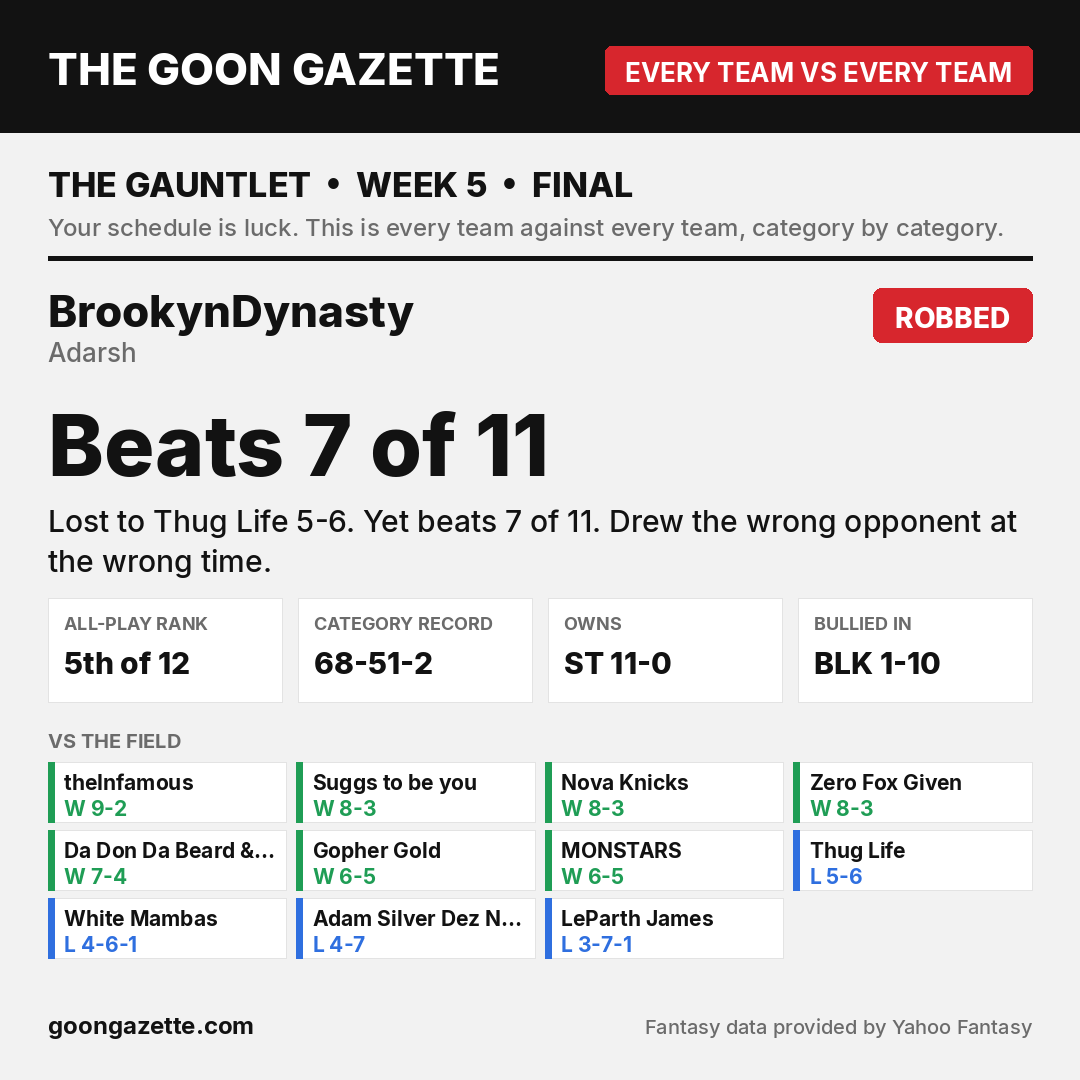 THE GOON GAZETTE
EVERY TEAM VS EVERY TEAM
THE GAUNTLET • WEEK 5 • FINAL
Your schedule is luck. This is every team against every team, category by category.
BrookynDynasty
ROBBED
Adarsh
Beats 7 of 11
Lost to Thug Life 5-6. Yet beats 7 of 11. Drew the wrong opponent at
the wrong time.
ALL-PLAY RANK
5th of 12
CATEGORY RECORD
68-51-2
OWNS
ST 11-0
BULLIED IN
BLK 1-10
VS THE FIELD
theInfamous
W 9-2
Suggs to be you
W 8-3
Nova Knicks
W 8-3
Zero Fox Given
W 8-3
Da Don Da Beard &...
W 7-4
Gopher Gold
W 6-5
MONSTARS
W 6-5
Thug Life
L 5-6
White Mambas
L 4-6-1
Adam Silver Dez N...
L 4-7
LeParth James
L 3-7-1
goongazette.com
Fantasy data provided by Yahoo Fantasy